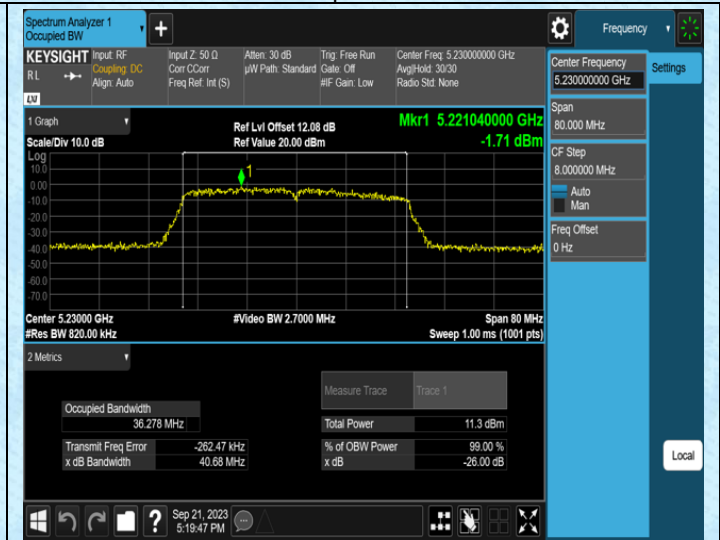 Spectrum Analyzer 1
Occupied BW
Frequency
KEYSIGHT
RL
Input: RF
Coupling: DC
Align: Auto
Input Z: 50 Ω
Corr CCorr
Freq Ref: Int (S)
Atten: 30 dB
µW Path: Standard
Trig: Free Run
Gate: Off
#IF Gain: Low
Center Freq: 5.230000000 GHz
Avg|Hold: 30/30
Radio Std: None
LXI
1 Graph
Scale/Div 10.0 dB
Ref Lvl Offset 12.08 dB
Ref Value 20.00 dBm
Mkr1 5.221040000 GHz
-1.71 dBm
Log
10.0
0.00
-10.0
-20.0
-30.0
-40.0
-50.0
-60.0
-70.0
1
Center 5.23000 GHz
#Res BW 820.00 kHz
#Video BW 2.7000 MHz
Span 80 MHz
Sweep 1.00 ms (1001 pts)
2 Metrics
Measure Trace
Trace 1
Occupied Bandwidth
36.278 MHz
Total Power
11.3 dBm
Transmit Freq Error
-262.47 kHz
% of OBW Power
99.00 %
x dB Bandwidth
40.68 MHz
x dB
-26.00 dB
Center Frequency
5.230000000 GHz
Settings
Span
80.000 MHz
CF Step
8.000000 MHz
Auto
Man
Freq Offset
0 Hz
Local
?
Sep 21, 2023
5:19:47 PM